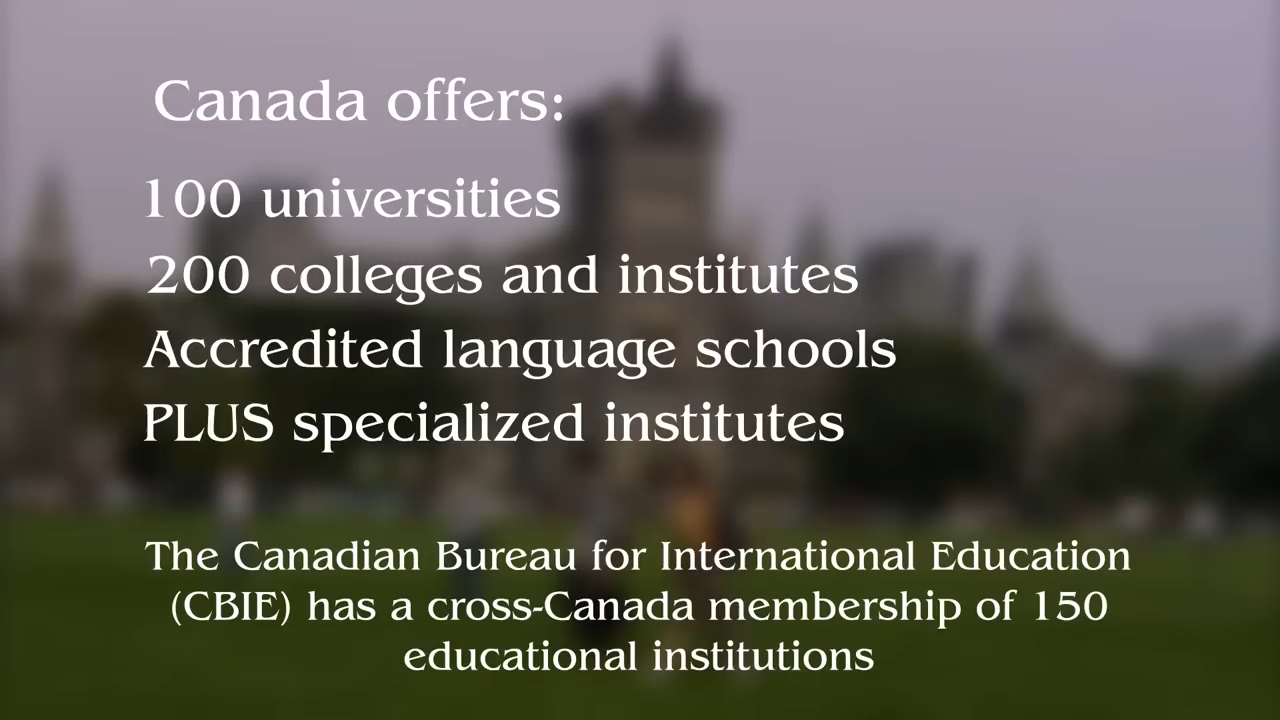 Canada offers:
100 universities
200 colleges and institutes
Accredited language schools
PLUS specialized institutes
The Canadian Bureau for International Education
(CBIE) has a cross-Canada membership of 150
educational institutions